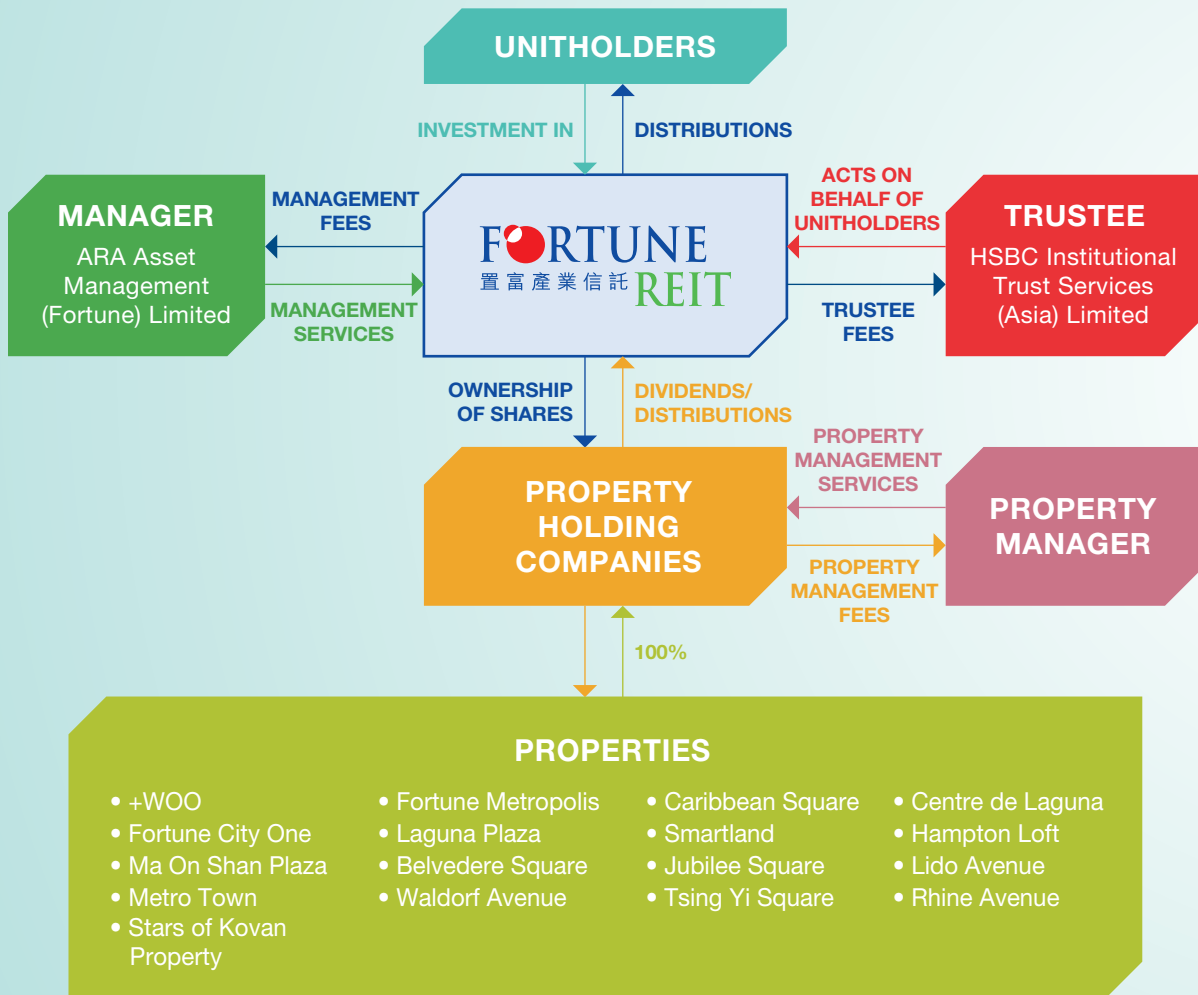 UNITHOLDERS
INVESTMENT IN
DISTRIBUTIONS
MANAGER
ARA Asset
Management
(Fortune) Limited
MANAGEMENT
FEES
MANAGEMENT
SERVICES
FORTUNE
置富產業信託 REIT
ACTS ON
BEHALF OF
UNITHOLDERS
TRUSTEE
FEES
TRUSTEE
HSBC Institutional
Trust Services
(Asia) Limited
OWNERSHIP
OF SHARES
DIVIDENDS/
DISTRIBUTIONS
PROPERTY
HOLDING
COMPANIES
PROPERTY
MANAGEMENT
SERVICES
PROPERTY
MANAGEMENT
FEES
PROPERTY
MANAGER
100%
PROPERTIES
• +WOO
• Fortune City One
• Ma On Shan Plaza
• Metro Town
• Stars of Kovan
Property
• Fortune Metropolis
• Laguna Plaza
• Belvedere Square
• Waldorf Avenue
• Caribbean Square
• Smartland
• Jubilee Square
• Tsing Yi Square
• Centre de Laguna
• Hampton Loft
• Lido Avenue
• Rhine Avenue